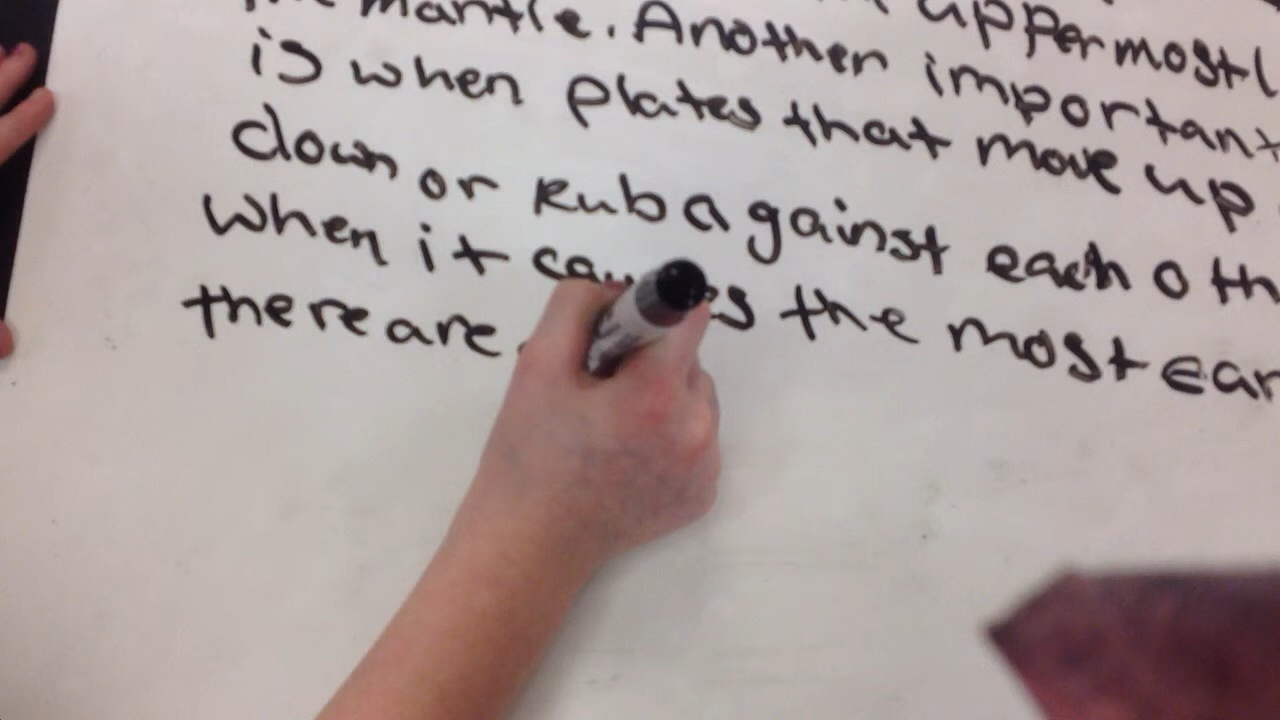 mantle. Another important
uppermost
is when plates that move up
down or Rub against each oth
when it causes the most ear
there are